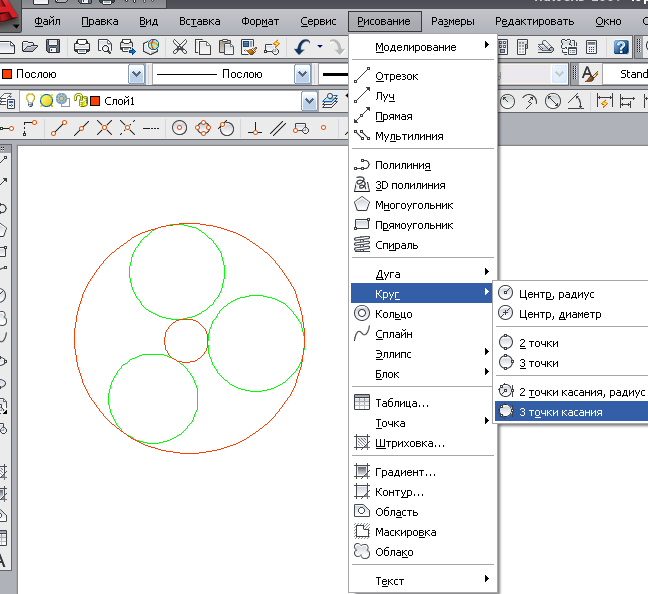 Файл Правка Вид Вставка Формат Сервис Рисование Размеры Редактировать Окно
Послою Послою Stand
Слой1
Моделирование
Отрезок
Луч
Прямая
Мультилиния
Полилиния
3D полилиния
Многоугольник
Прямоугольник
Спираль
Дуга
Круг
Кольцо
Сплайн
Эллипс
Блок
Таблица...
Точка
Штриховка...
Градиент...
Контур...
Область
Маскировка
Облако
Текст
Центр, радиус
Центр, диаметр
2 точки
3 точки
2 точки касания, радиус
3 точки касания